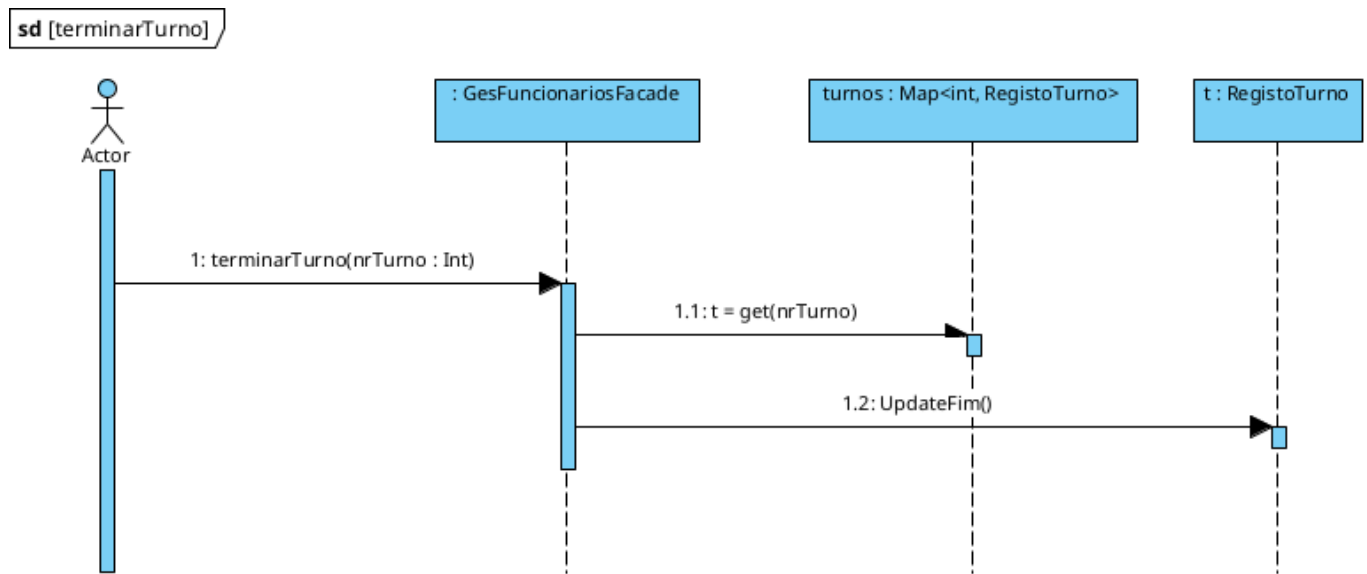 sd [terminarTurno]
: GesFuncionariosFacade
turnos : Map<int, RegistoTurno>
t : RegistoTurno
Actor
1: terminarTurno(nrTurno : Int)
1.1: t = get(nrTurno)
1.2: UpdateFim()